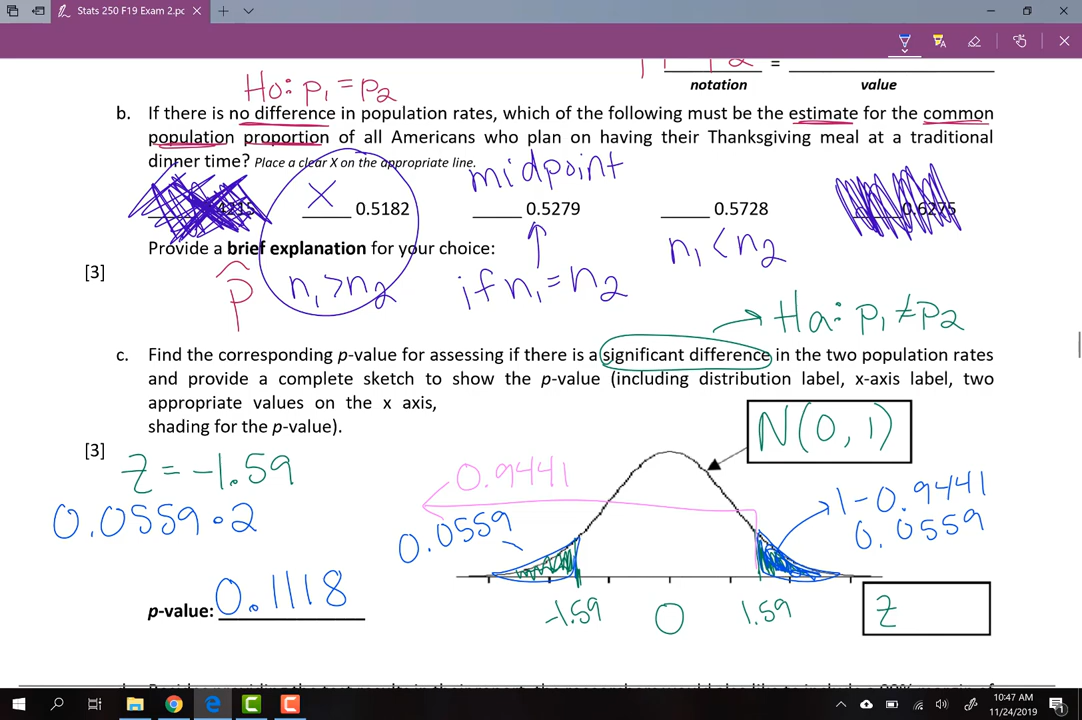 Stats 250 F19 Exam 2.pc
notation
=
value
Ho: p1 = p2
b. If there is no difference in population rates, which of the following must be the estimate for the common
population proportion of all Americans who plan on having their Thanksgiving meal at a traditional
dinner time? Place a clear X on the appropriate line.
midpoint
X
_____ 0.5182
_____ 0.5279
_____ 0.5728
Provide a brief explanation for your choice:
[3]
p̂
n1 > n2
if n1 = n2
n1 < n2
Ha: p1 ≠ p2
c. Find the corresponding p-value for assessing if there is a significant difference in the two population rates
and provide a complete sketch to show the p-value (including distribution label, x-axis label, two
appropriate values on the x axis,
shading for the p-value).
[3]
N(0, 1)
z = -1.59
0.9441
1-0.9441
0.0559
0.0559·2
0.0559
p-value: 0.1118
-1.59
0
1.59
z
10:47 AM
11/24/2019